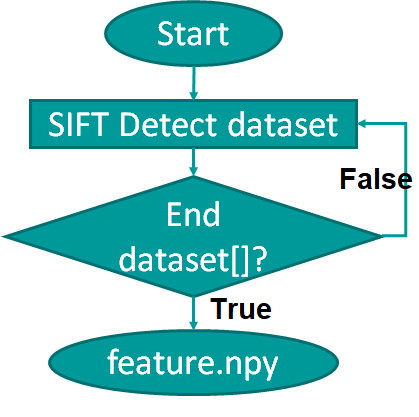 Start
SIFT Detect dataset
False
End
dataset[]?
True
feature.npy